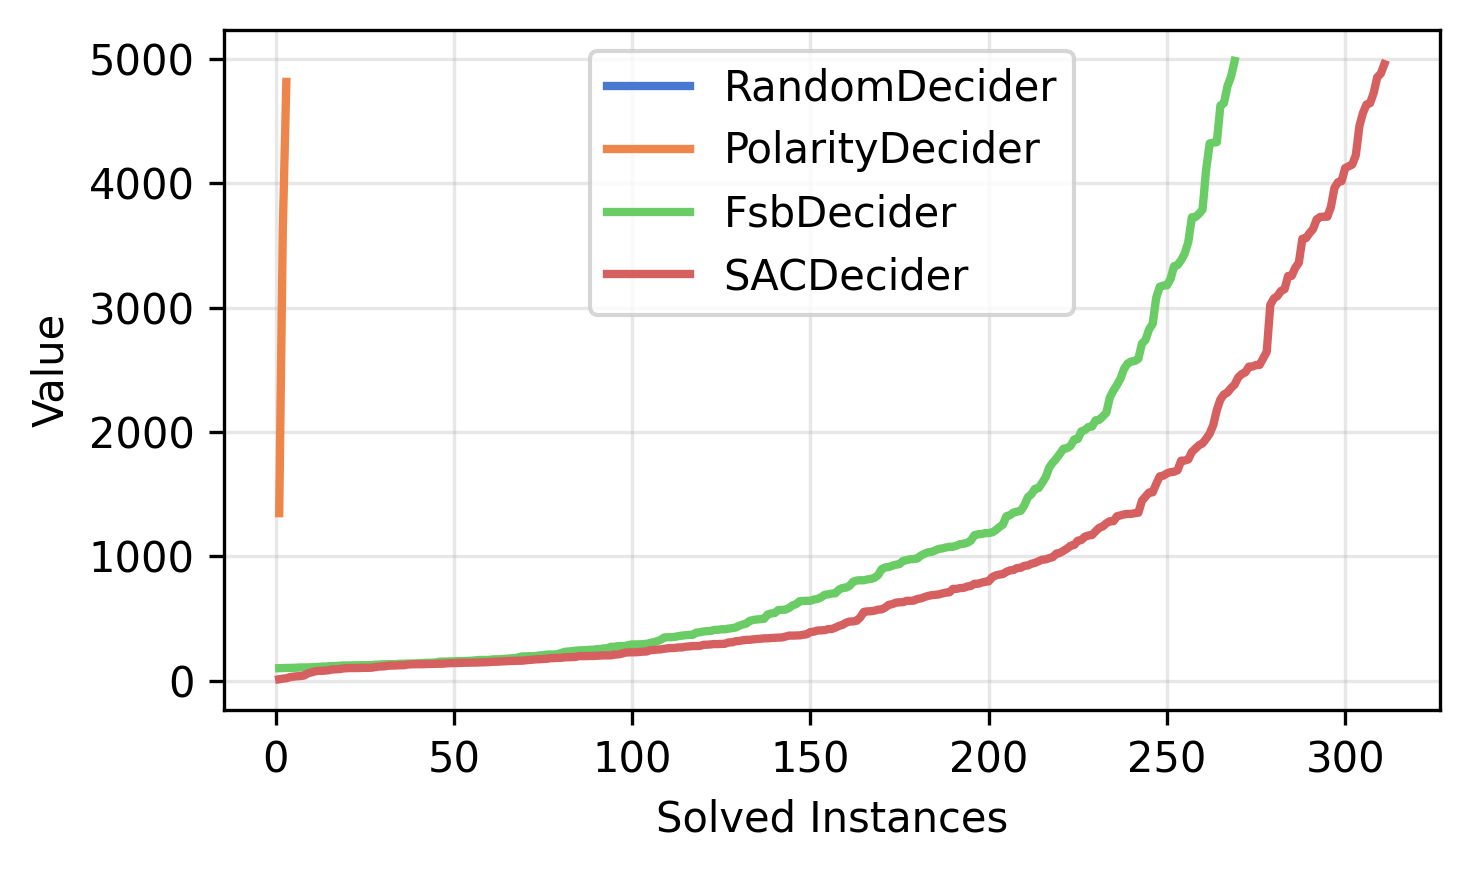 5000
4000
3000
2000
1000
0
Value
RandomDecider
PolarityDecider
FsbDecider
SACDecider
0 50 100 150 200 250 300
Solved Instances